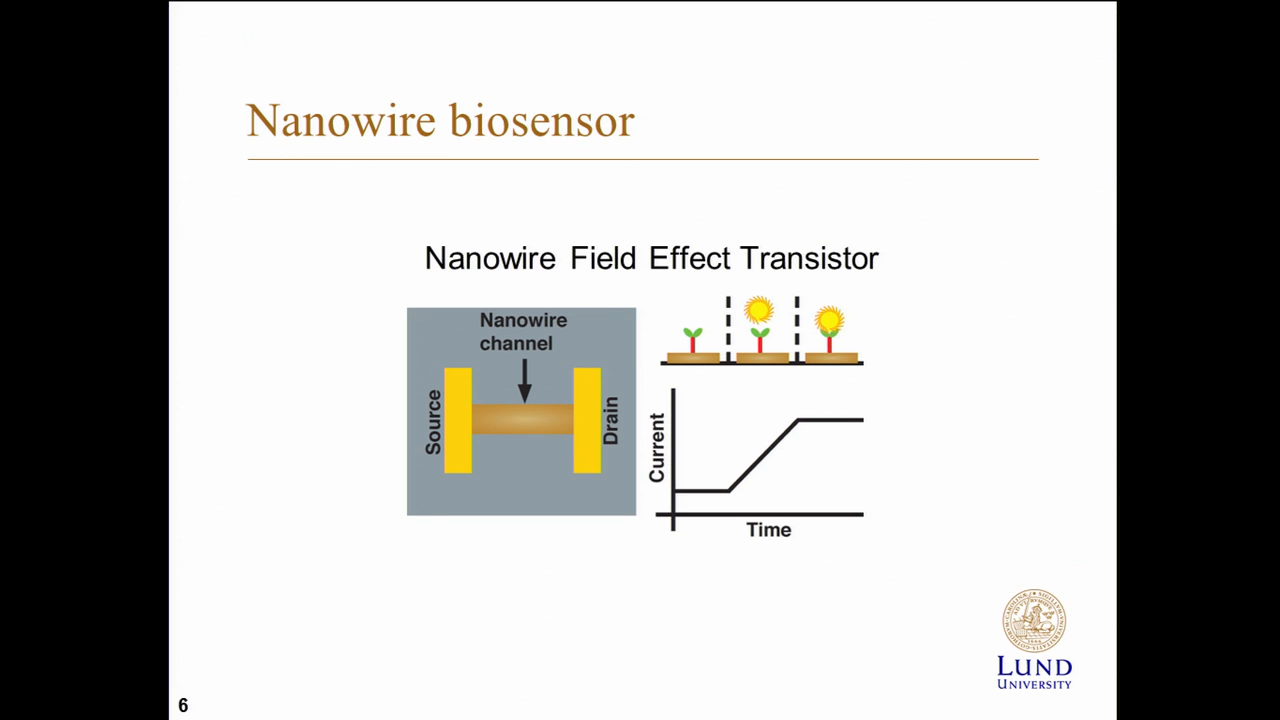 Nanowire biosensor
Nanowire Field Effect Transistor
Nanowire
channel
Source
Drain
Current
Time
LUND
UNIVERSITY
6